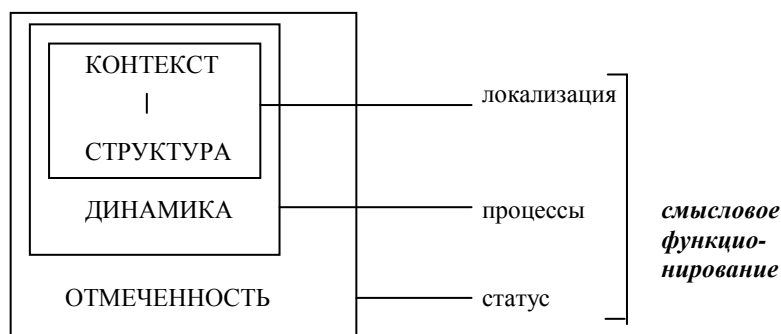 КОНТЕКСТ
СТРУКТУРА
ДИНАМИКА
ОТМЕЧЕННОСТЬ
локализация
процессы
статус
смысловое
функцио-
нирование